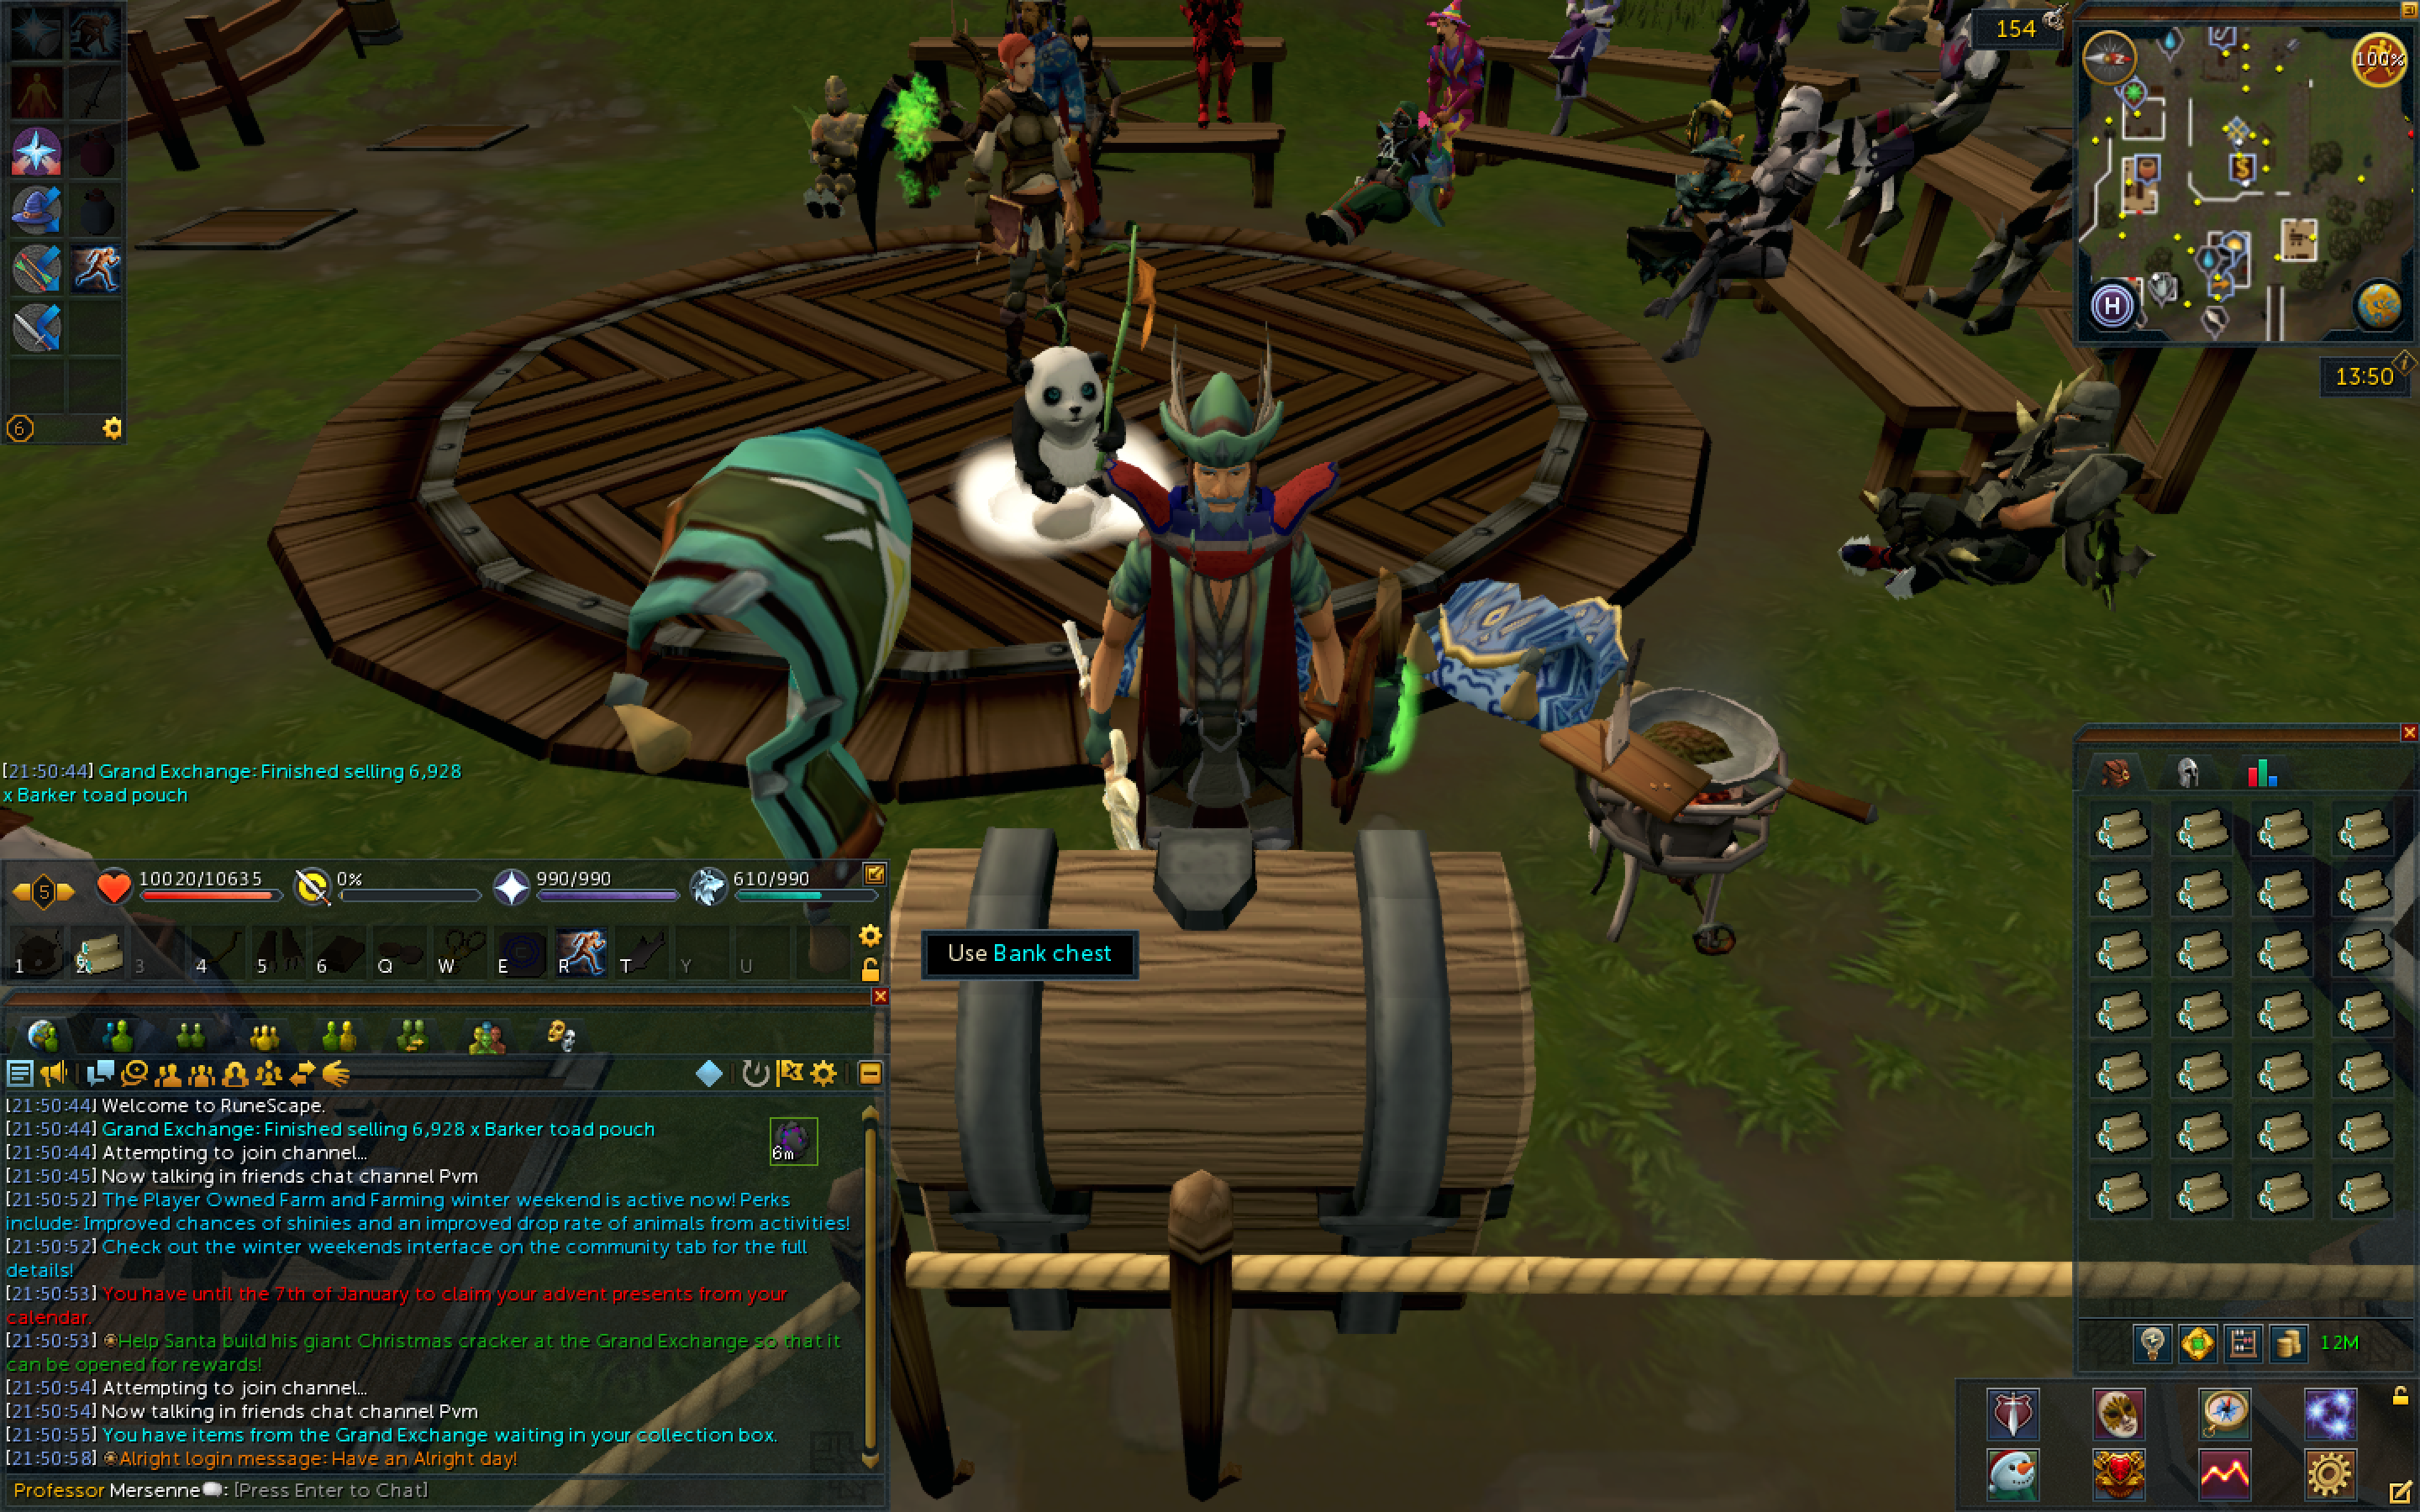 154
100%
13:50
6
[21:50:44] Grand Exchange: Finished selling 6,928
x Barker toad pouch
5
10020/10635
0%
990/990
610/990
1 2 3 4 5 6 Q W E R T Y U
Use Bank chest
[21:50:44] Welcome to RuneScape.
[21:50:44] Grand Exchange: Finished selling 6,928 x Barker toad pouch
6m
[21:50:44] Attempting to join channel...
[21:50:45] Now talking in friends chat channel Pvm
[21:50:52] The Player Owned Farm and Farming winter weekend is active now! Perks
include: Improved chances of shinies and an improved drop rate of animals from activities!
[21:50:52] Check out the winter weekends interface on the community tab for the full
details!
[21:50:53] You have until the 7th of January to claim your advent presents from your
calendar.
[21:50:53] Help Santa build his giant Christmas cracker at the Grand Exchange so that it
can be opened for rewards!
[21:50:54] Attempting to join channel...
[21:50:54] Now talking in friends chat channel Pvm
[21:50:55] You have items from the Grand Exchange waiting in your collection box.
[21:50:58] Alright login message: Have an Alright day!
Professor Mersenne: [Press Enter to Chat]
H
12M